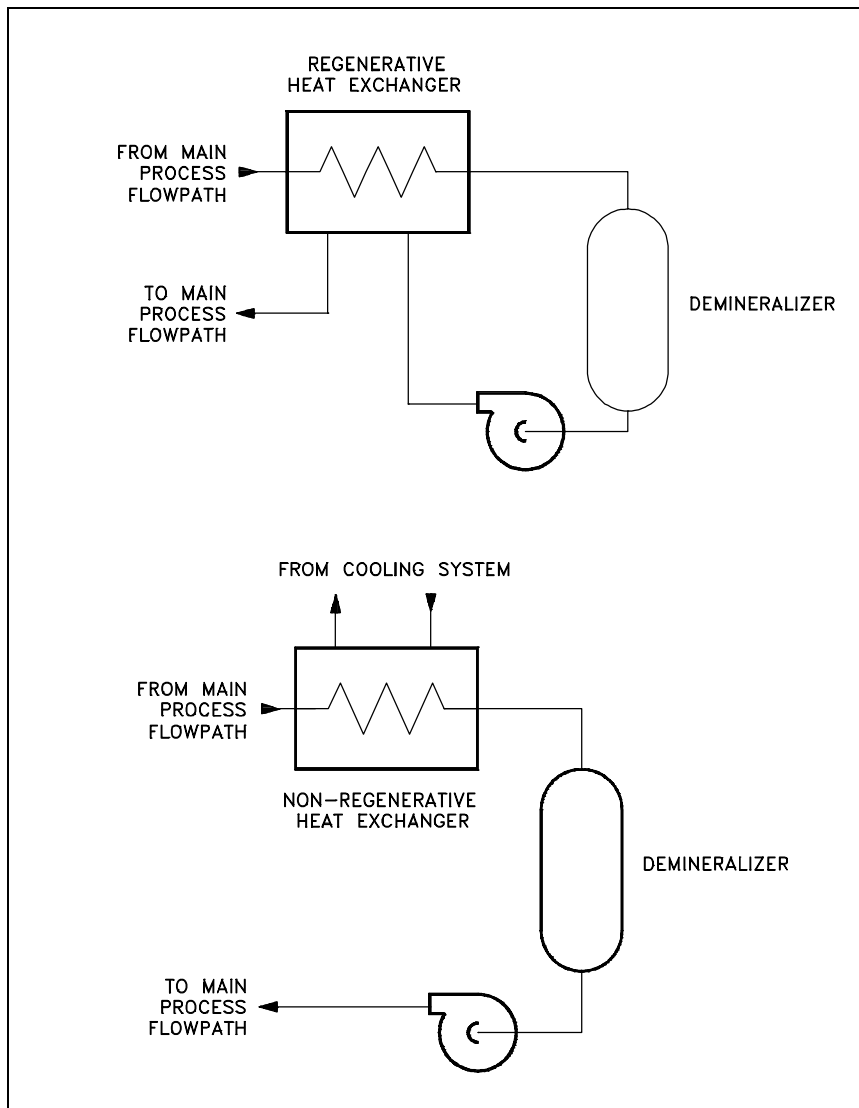 REGENERATIVE
HEAT EXCHANGER
FROM MAIN
PROCESS
FLOWPATH
TO MAIN
PROCESS
FLOWPATH
DEMINERALIZER
FROM COOLING SYSTEM
FROM MAIN
PROCESS
FLOWPATH
NON-REGENERATIVE
HEAT EXCHANGER
DEMINERALIZER
TO MAIN
PROCESS
FLOWPATH